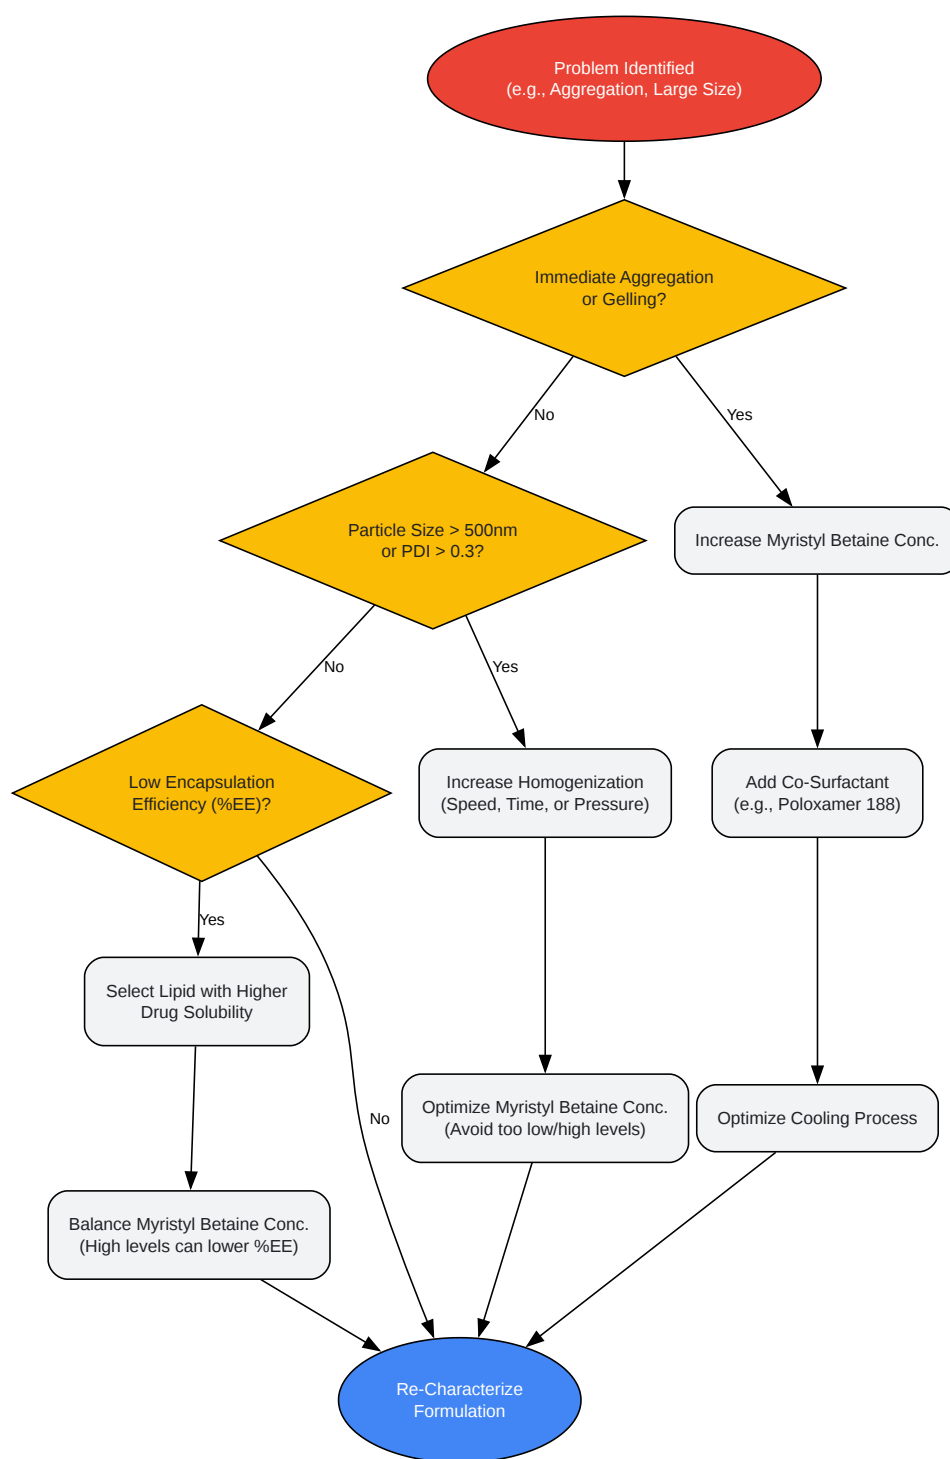 Problem Identified
(e.g., Aggregation, Large Size)
Immediate Aggregation
or Gelling?
No
Yes
Particle Size > 500nm
or PDI > 0.3?
Increase Myristyl Betaine Conc.
No
Yes
Low Encapsulation
Efficiency (%EE)?
Increase Homogenization
(Speed, Time, or Pressure)
Add Co-Surfactant
(e.g., Poloxamer 188)
Yes
Select Lipid with Higher
Drug Solubility
No
Optimize Myristyl Betaine Conc.
(Avoid too low/high levels)
Optimize Cooling Process
Balance Myristyl Betaine Conc.
(High levels can lower %EE)
Re-Characterize
Formulation